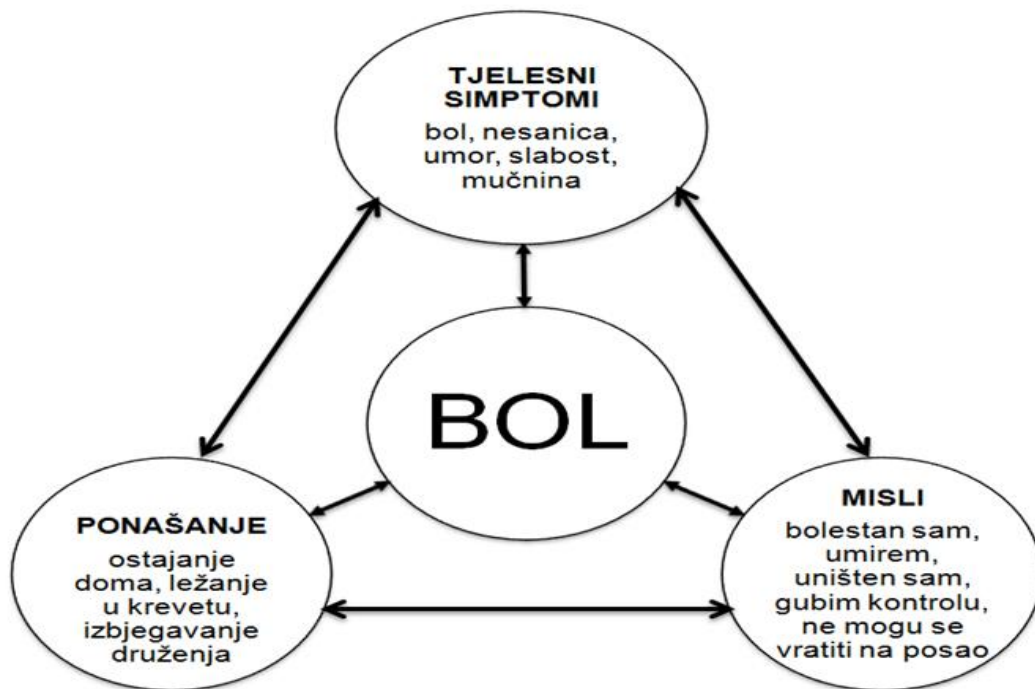 TJELESNI
SIMPTOMI
bol, nesanica,
umor, slabost,
mučnina
BOL
PONAŠANJE
ostajanje
doma, ležanje
u krevetu,
izbjegavanje
druženja
MISLI
bolestan sam,
umirem,
uništen sam,
gubim kontrolu,
ne mogu se
vratiti na posao